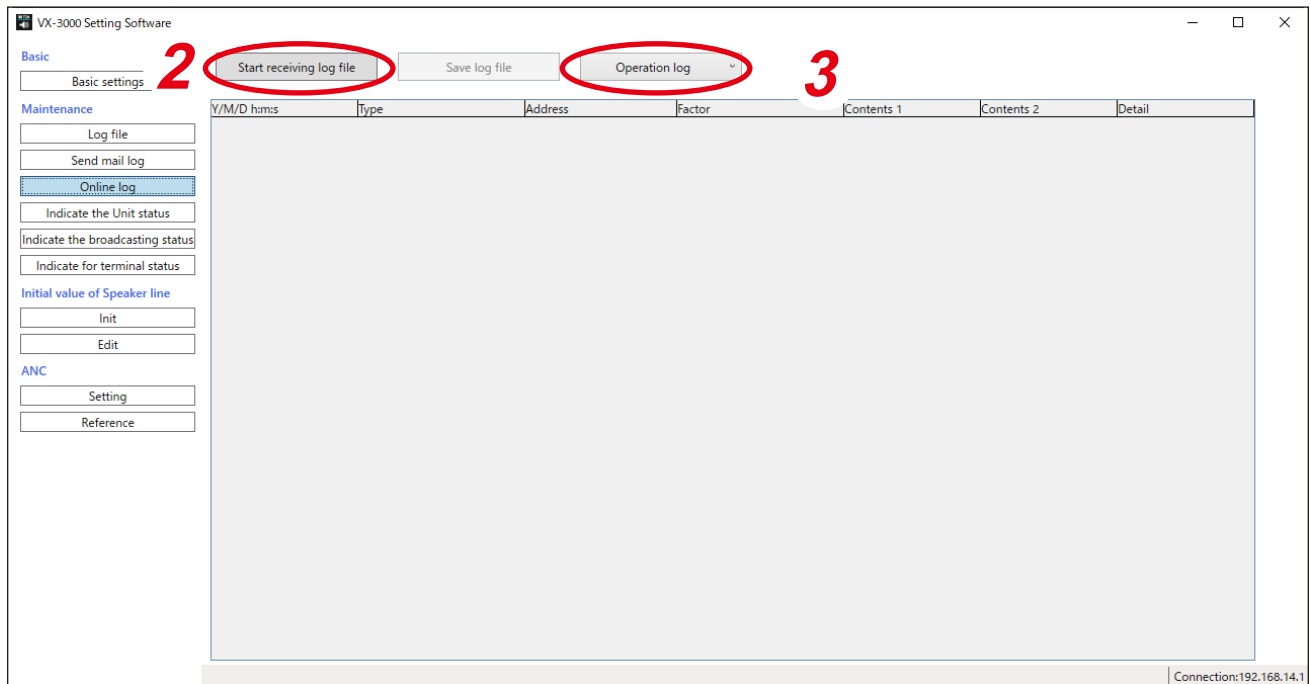 VX-3000 Setting Software
Basic
Basic settings
2
Start receiving log file
Save log file
Operation log
3
Maintenance
Log file
Send mail log
Online log
Indicate the Unit status
Indicate the broadcasting status
Indicate for terminal status
Initial value of Speaker line
Init
Edit
ANC
Setting
Reference
Y/M/D h:m:s Type Address Factor Contents 1 Contents 2 Detail
Connection:192.168.14.1